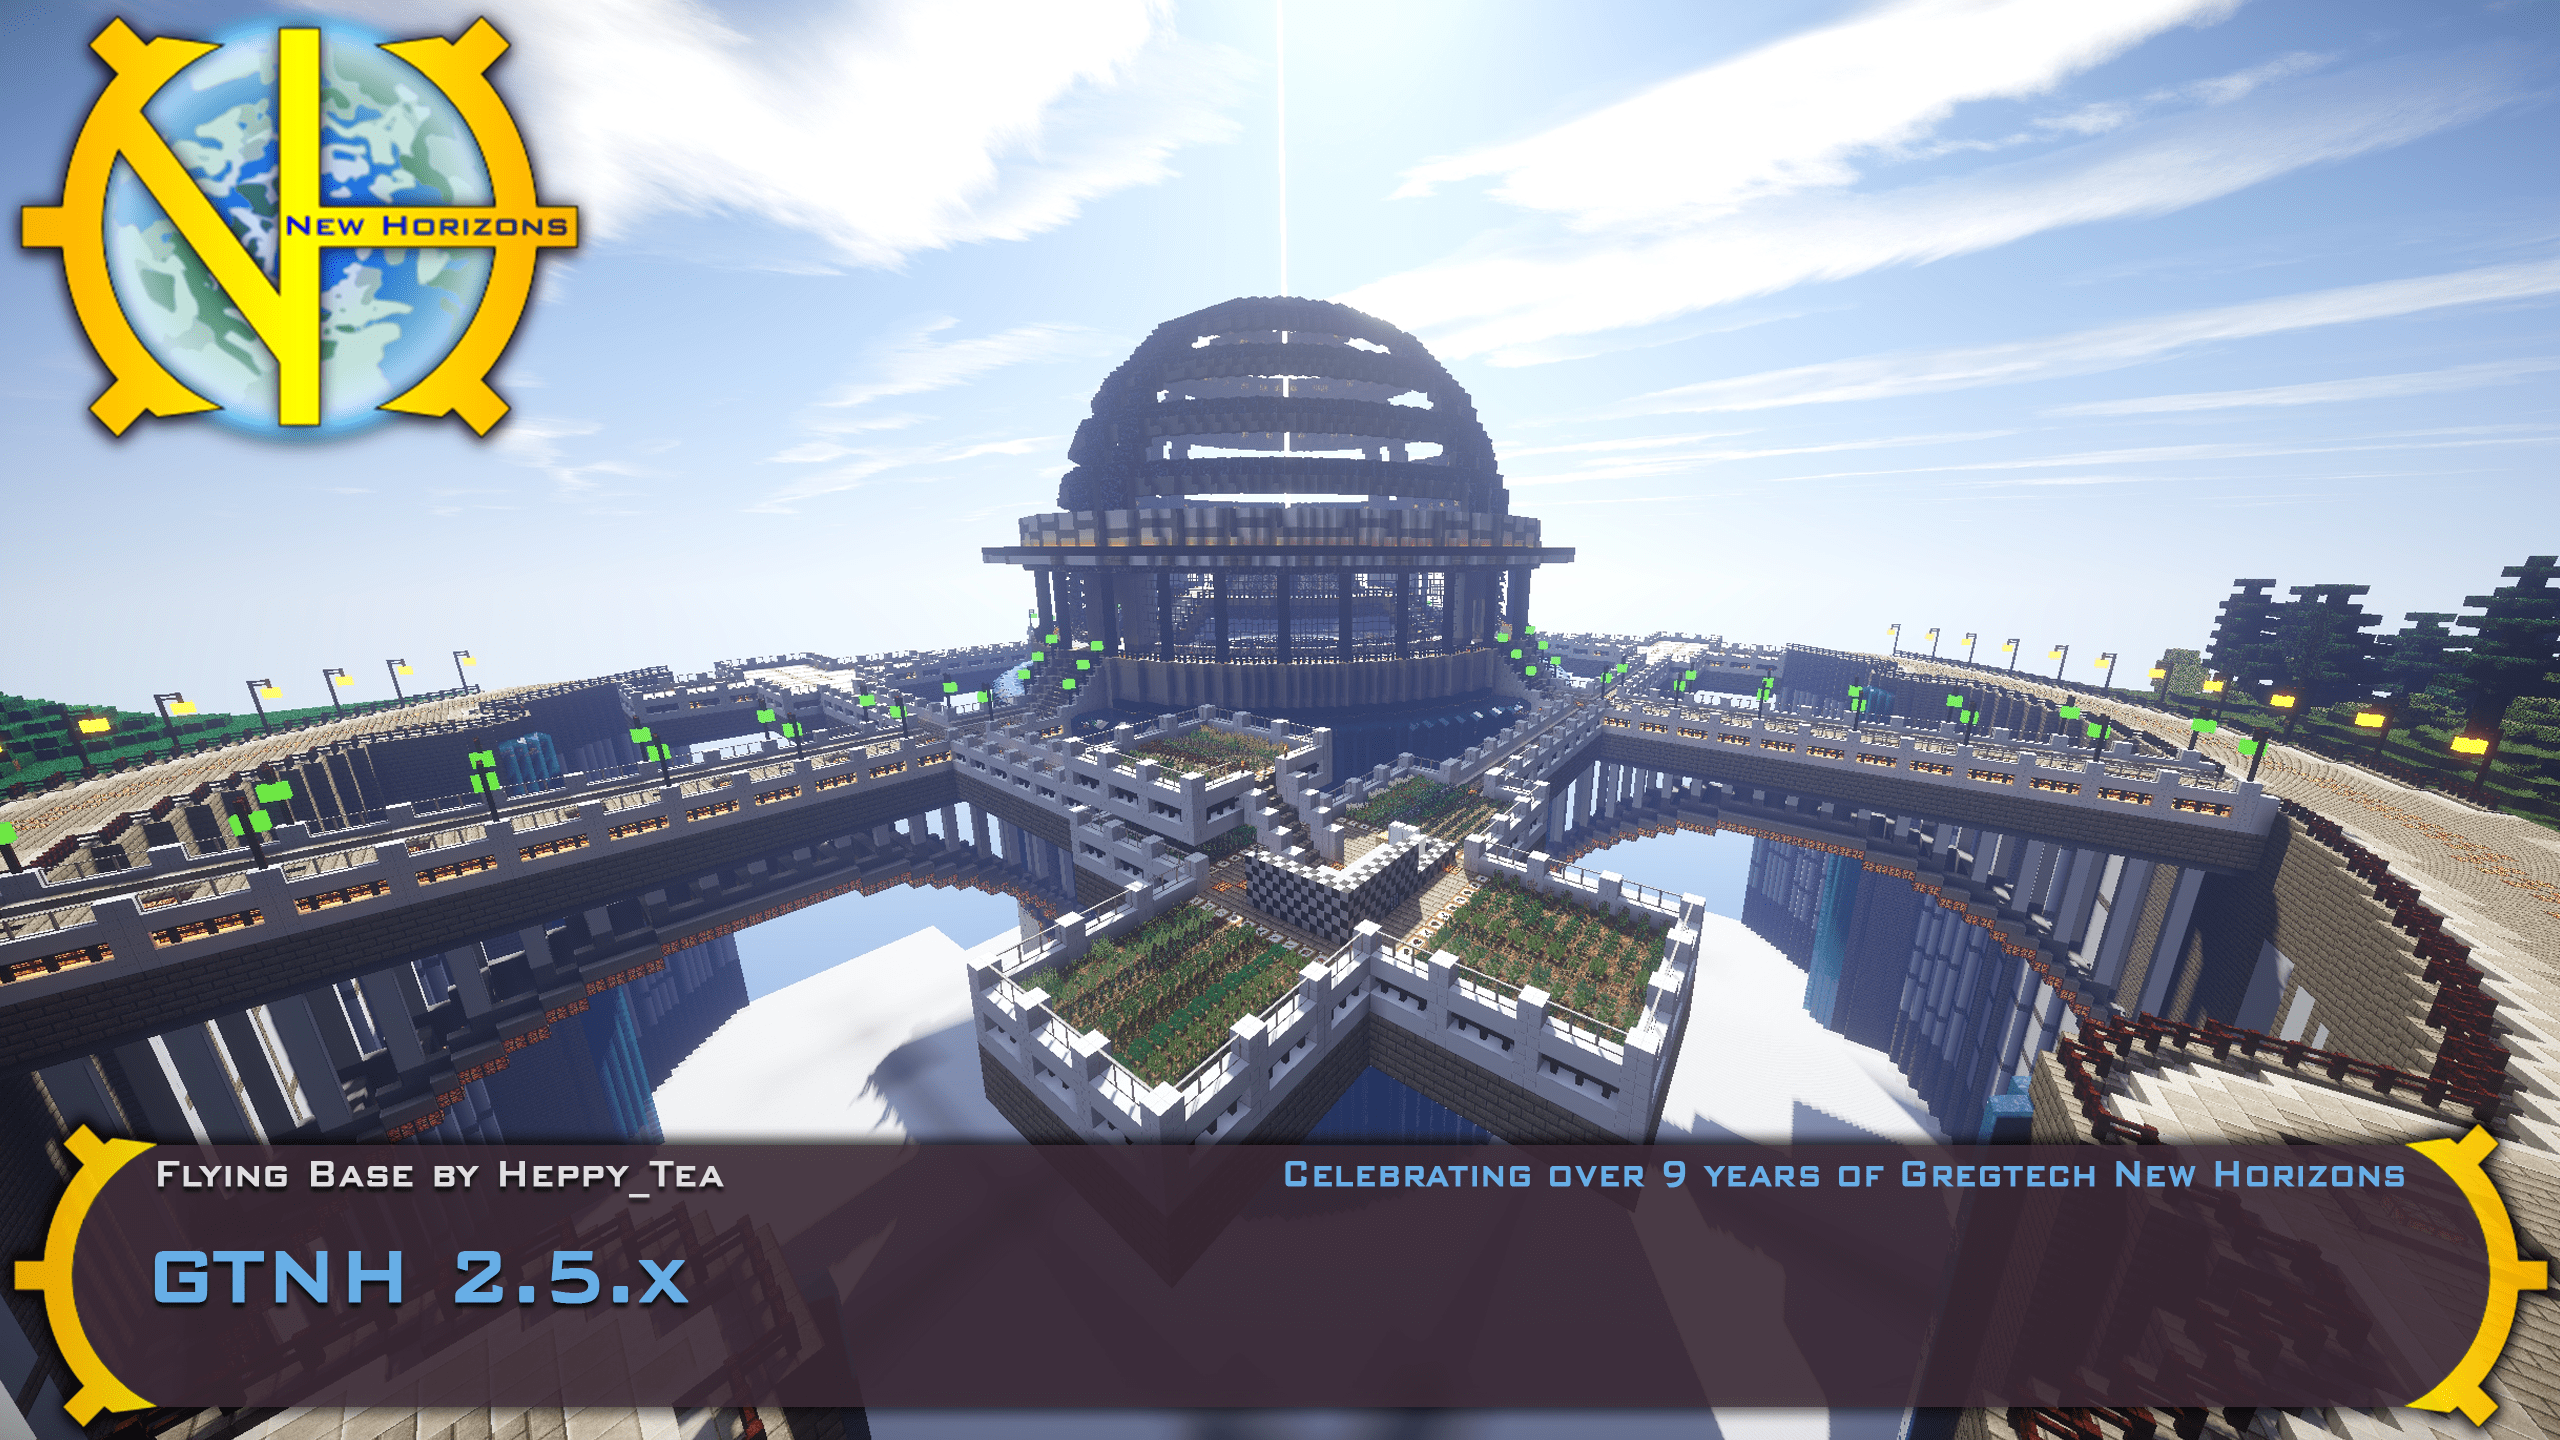 New Horizons
Flying Base by Heppy_Tea
Celebrating over 9 years of Gregtech New Horizons
GTNH 2.5.x